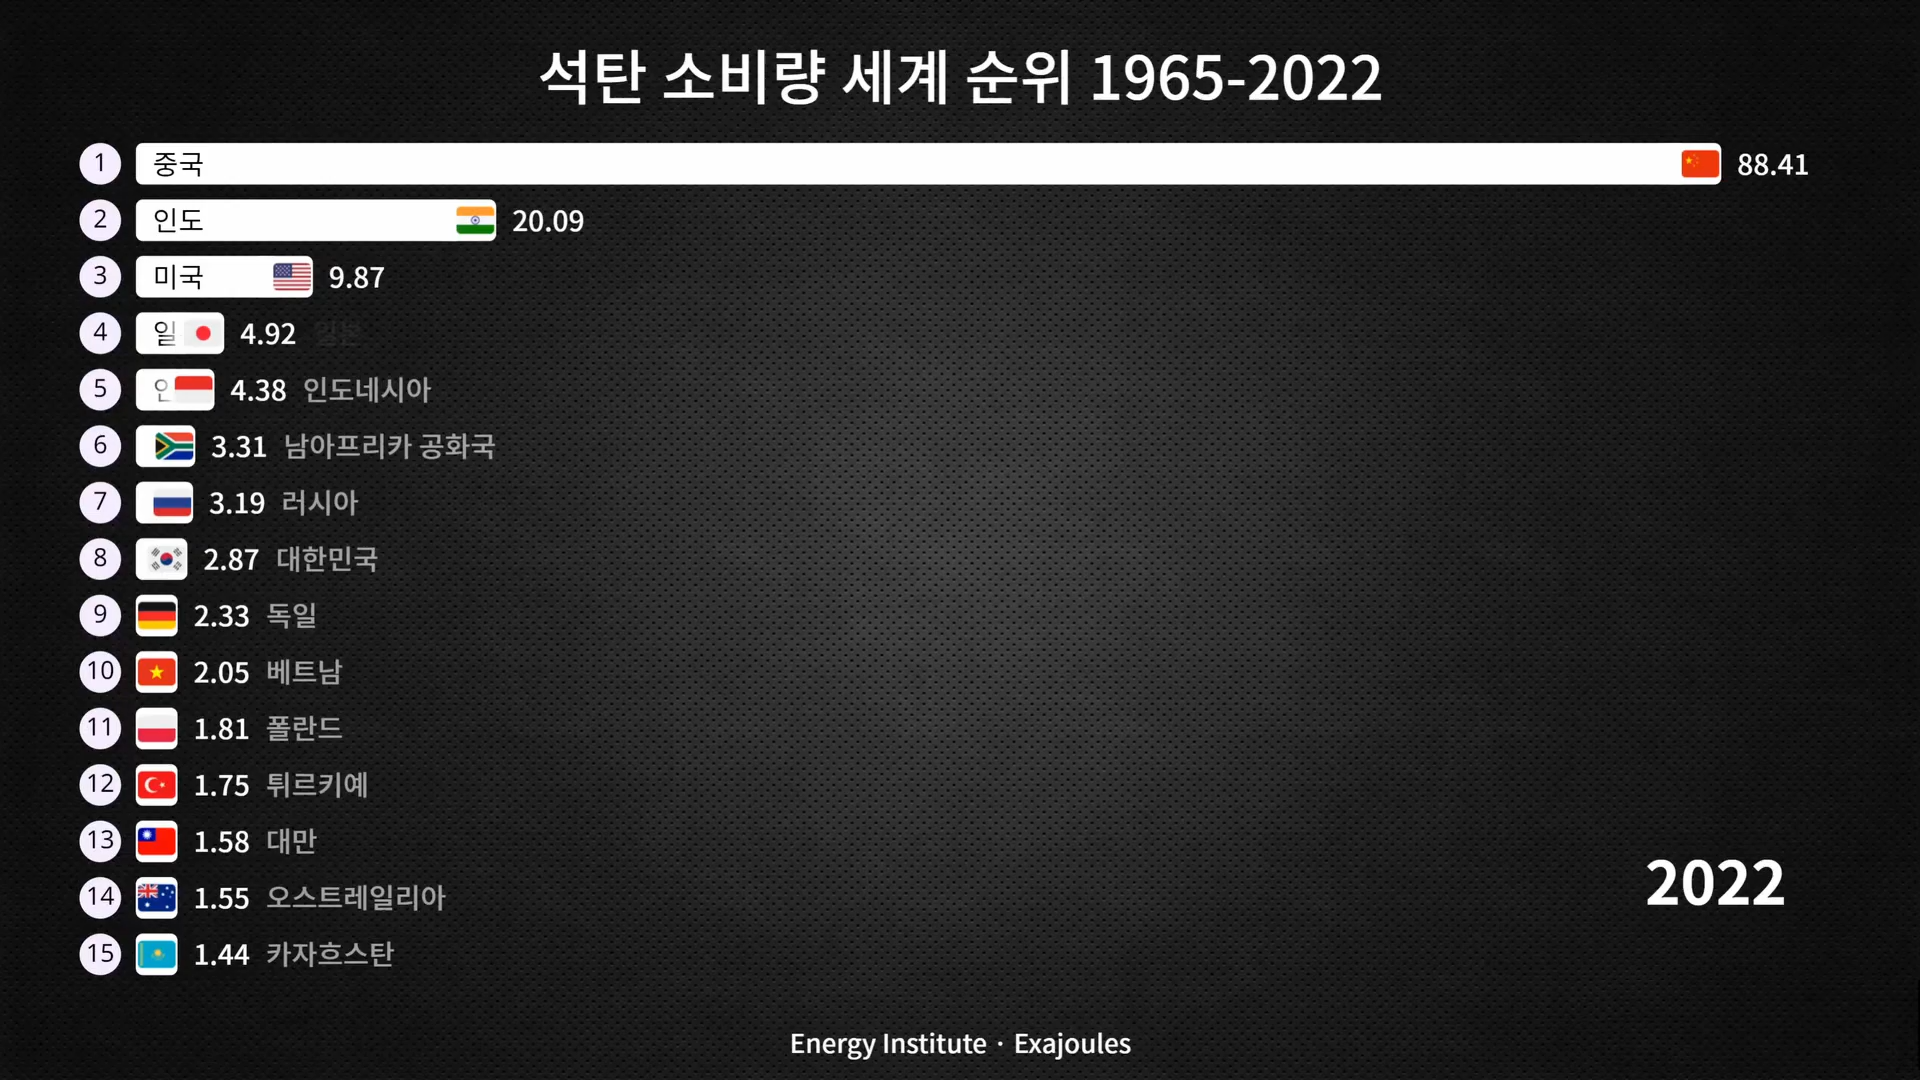 석탄 소비량 세계 순위 1965-2022
1 중국 88.41
2 인도 20.09
3 미국 9.87
4 일 4.92 일본
5 인 4.38 인도네시아
6 3.31 남아프리카 공화국
7 3.19 러시아
8 2.87 대한민국
9 2.33 독일
10 2.05 베트남
11 1.81 폴란드
12 1.75 튀르키예
13 1.58 대만
14 1.55 오스트레일리아
15 1.44 카자흐스탄
2022
Energy Institute · Exajoules